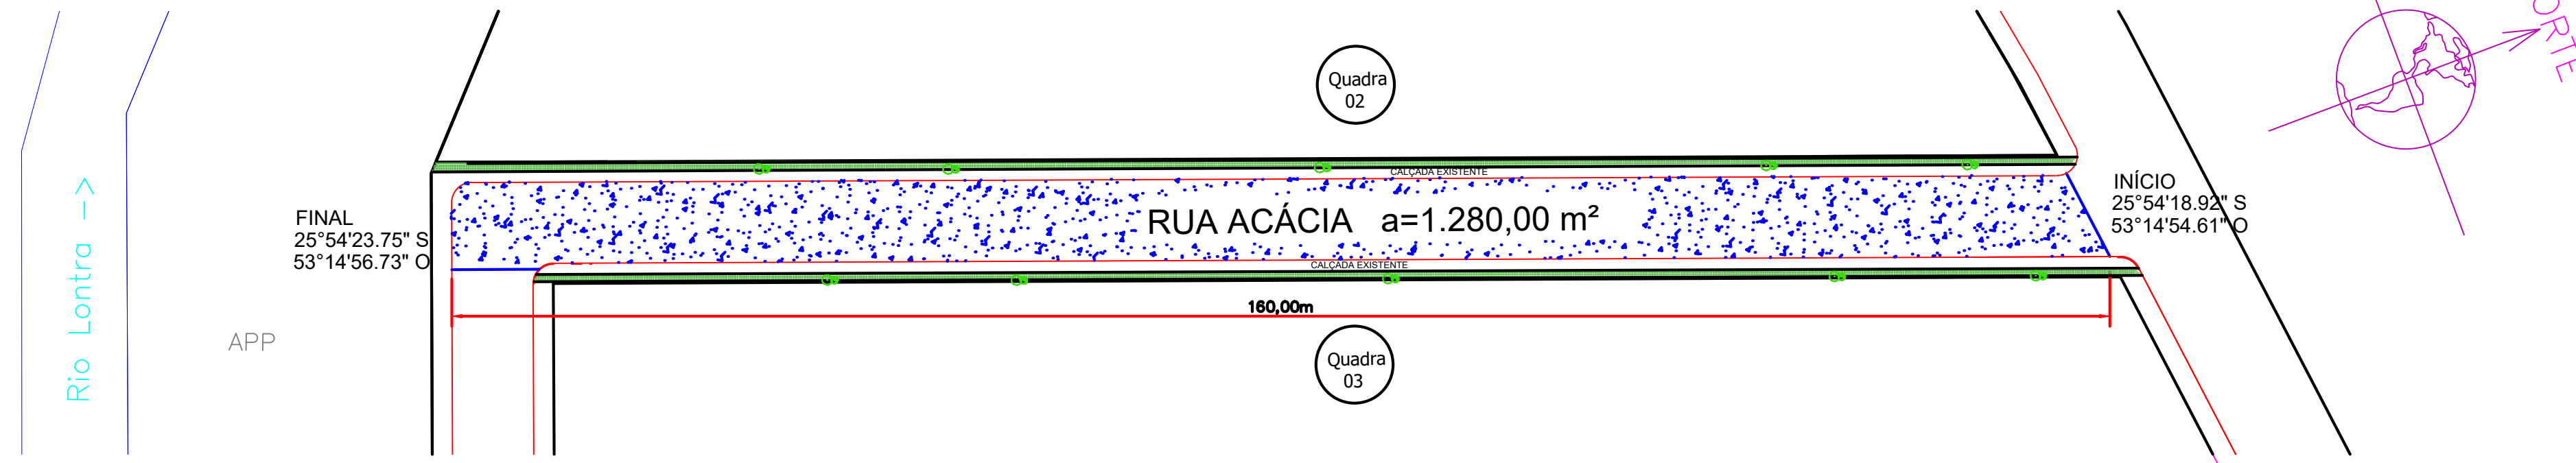 Quadra
02
CALÇADA EXISTENTE
INÍCIO
25°54'18.92" S
53°14'54.61" O
RUA ACÁCIA a=1.280,00 m²
FINAL
25°54'23.75" S
53°14'56.73" O
CALÇADA EXISTENTE
160,00m
Rio Lontra –>
APP
Quadra
03
ORTE